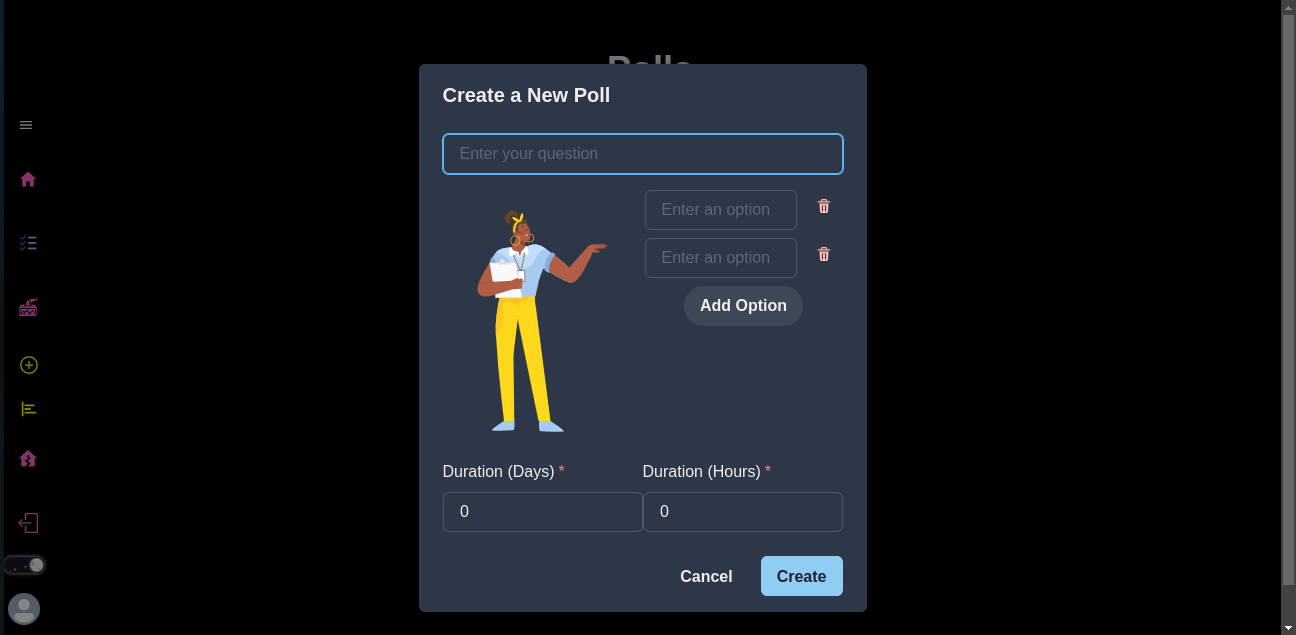 Polls
Create a New Poll
Enter your question
Enter an option
Enter an option
Add Option
Duration (Days) *
Duration (Hours) *
0
0
Cancel
Create